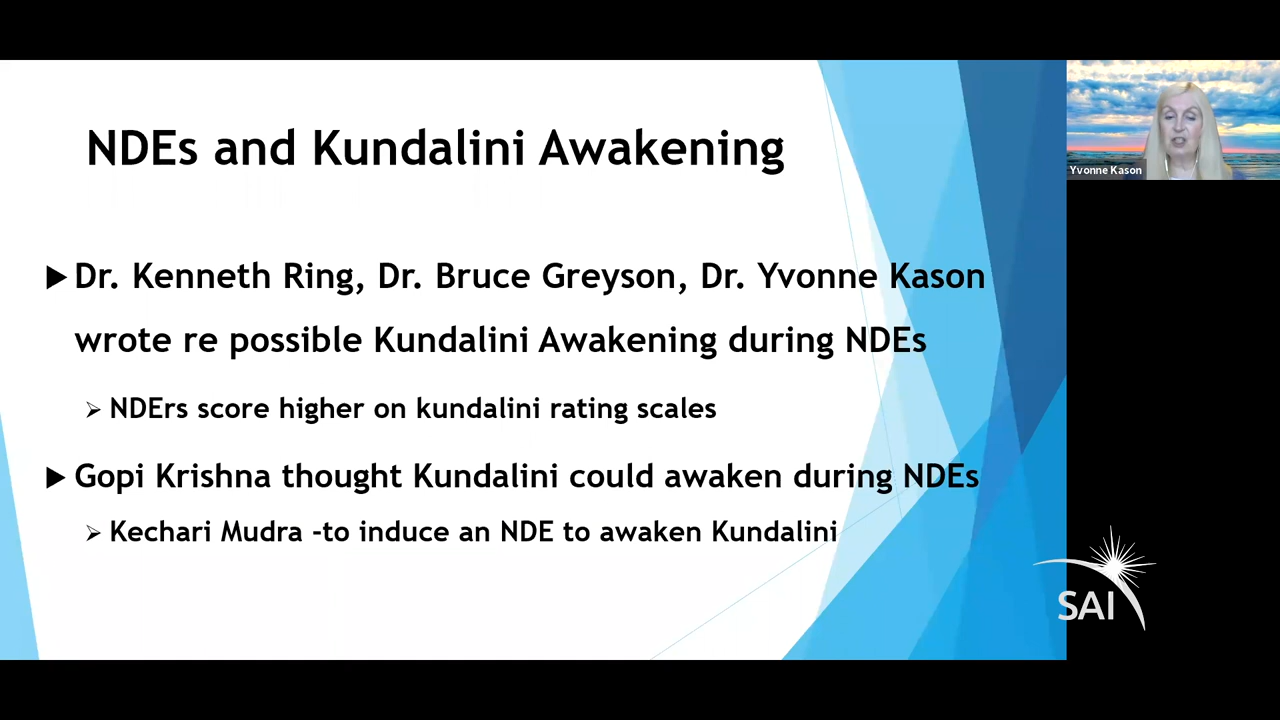 NDEs and Kundalini Awakening
Dr. Kenneth Ring, Dr. Bruce Greyson, Dr. Yvonne Kason
wrote re possible Kundalini Awakening during NDEs
NDErs score higher on kundalini rating scales
Gopi Krishna thought Kundalini could awaken during NDEs
Kechari Mudra -to induce an NDE to awaken Kundalini
Yvonne Kason
SAI